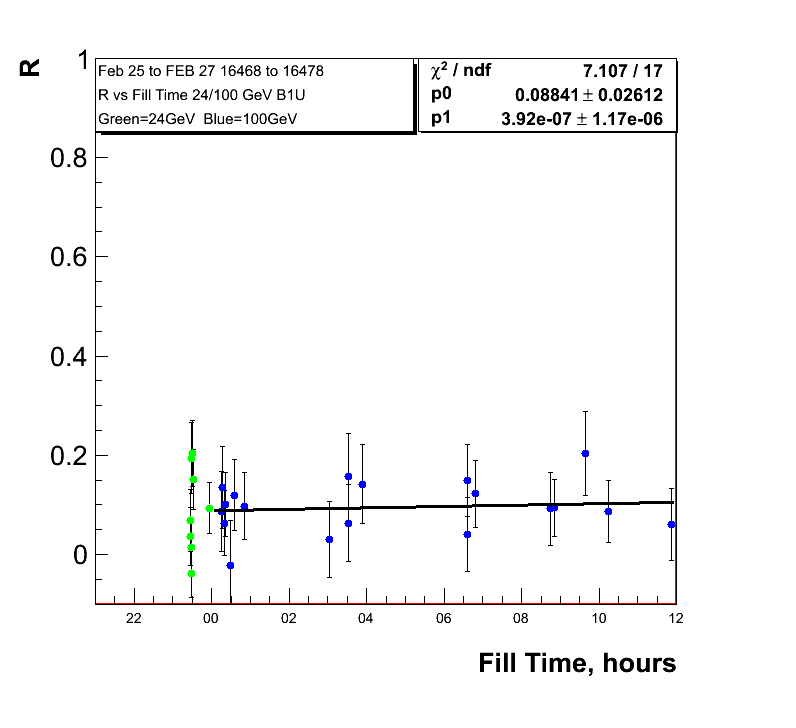 R
Feb 25 to FEB 27 16468 to 16478
R vs Fill Time 24/100 GeV B1U
Green=24GeV Blue=100GeV
χ² / ndf 7.107 / 17
p0 0.08841 ± 0.02612
p1 3.92e-07 ± 1.17e-06
1
0.8
0.6
0.4
0.2
0
22 00 02 04 06 08 10 12
Fill Time, hours